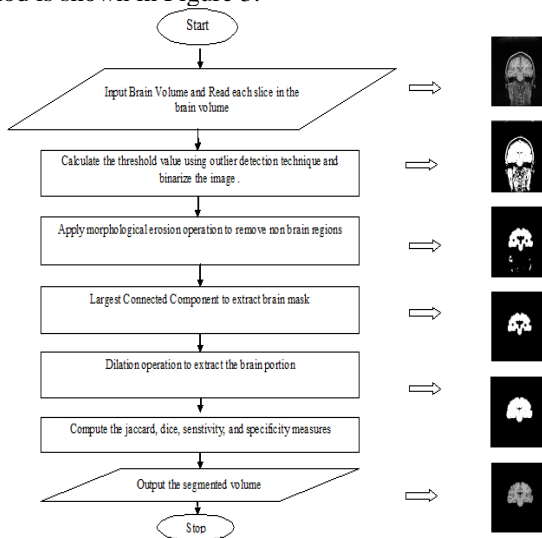 od is shown in Figure 3.
Start
Input Brain Volume and Read each slice in the
brain volume
Calculate the threshold value using outlier detection technique and
binarize the image .
Apply morphological erosion operation to remove non brain regions
Largest Connected Component to extract brain mask
Dilation operation to extract the brain portion
Compute the jaccard, dice, senstivity, and specificity measures
Output the segmented volume
Stop